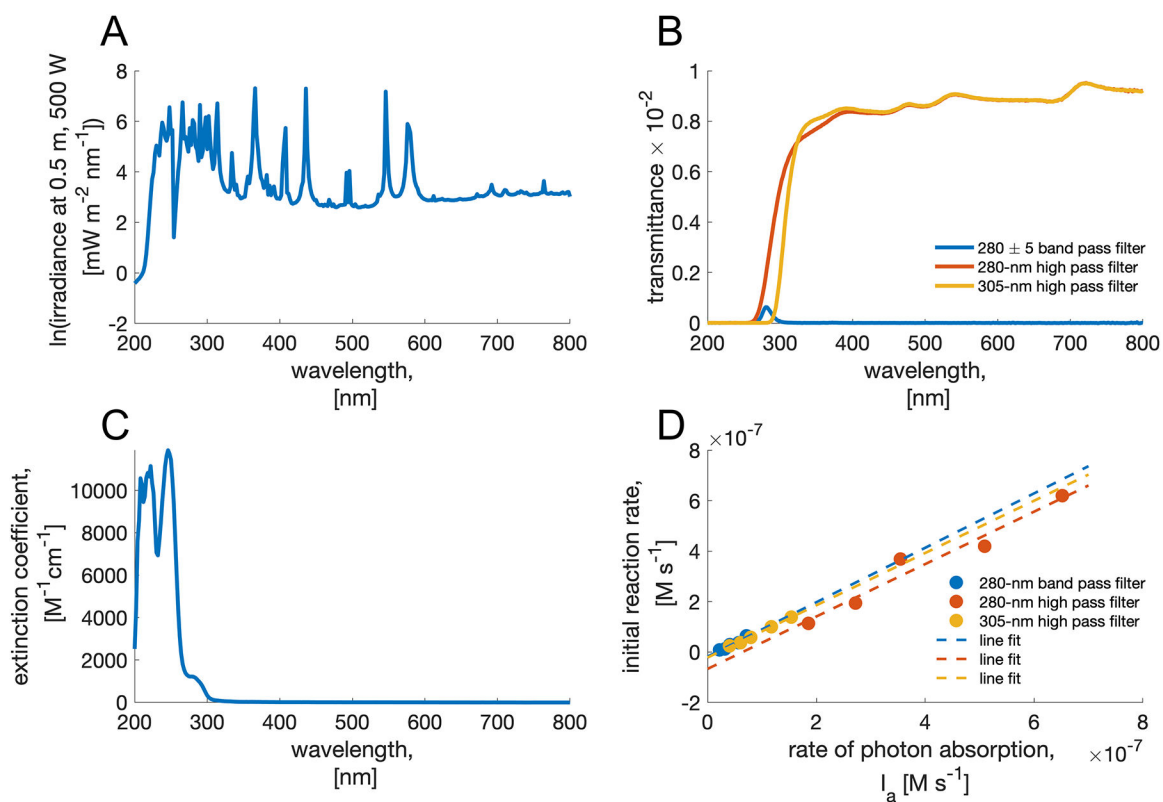 A
ln(irradiance at 0.5 m, 500 W)
[mW m-2 nm-1])
8
6
4
2
0
-2
200 300 400 500 600 700 800
wavelength,
[nm]
B
transmittance × 10-2
1
0.8
0.6
0.4
0.2
0
280 ± 5 band pass filter
280-nm high pass filter
305-nm high pass filter
200 300 400 500 600 700 800
wavelength,
[nm]
C
extinction coefficient,
[M-1cm-1]
10000
8000
6000
4000
2000
0
200 300 400 500 600 700 800
wavelength,
[nm]
D
×10-7
initial reaction rate,
[M s-1]
8
6
4
2
0
-2
280-nm band pass filter
280-nm high pass filter
305-nm high pass filter
line fit
line fit
line fit
0 2 4 6 8
rate of photon absorption,
×10-7
Ia [M s-1]